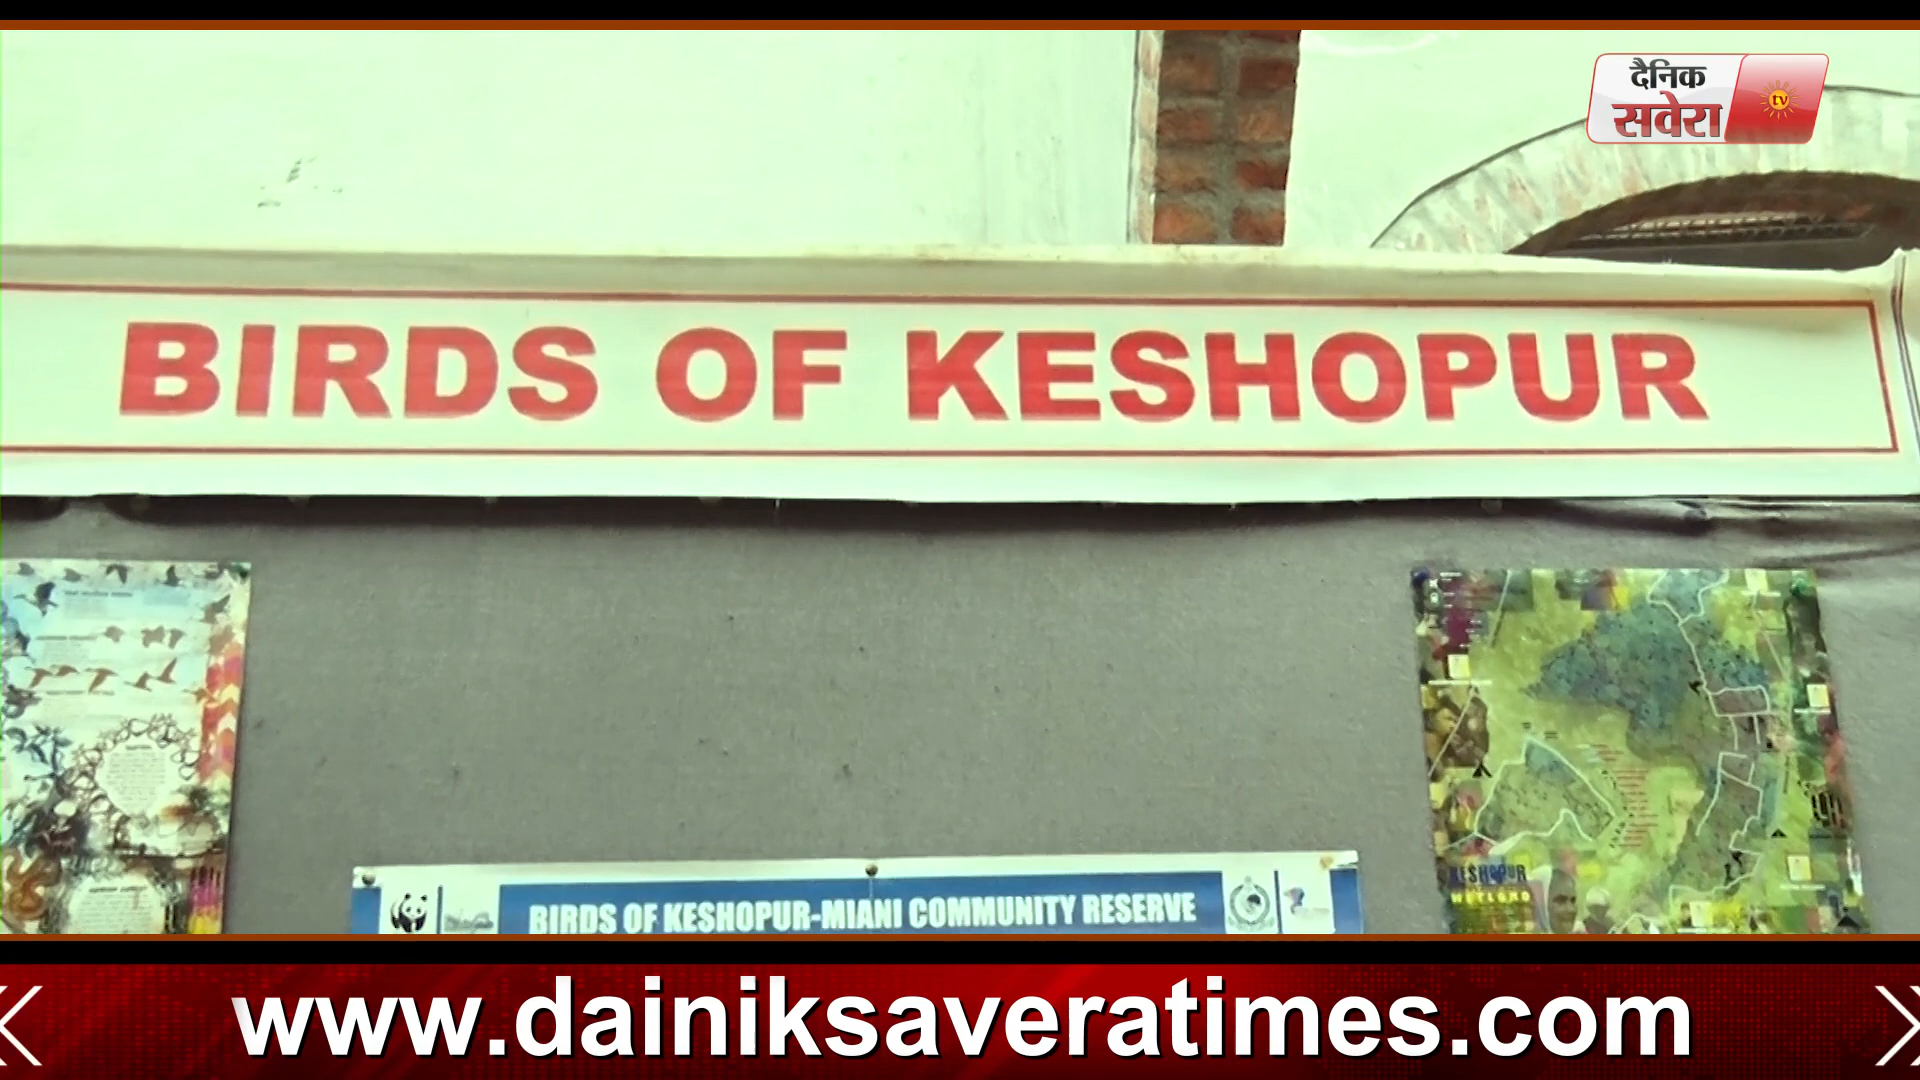 दैनिक
सवेरा
tv
BIRDS OF KESHOPUR
BIRDS OF KESHOPUR-MIANI COMMUNITY RESERVE
KESHOPUR
WETLAND
www.dainiksaveratimes.com